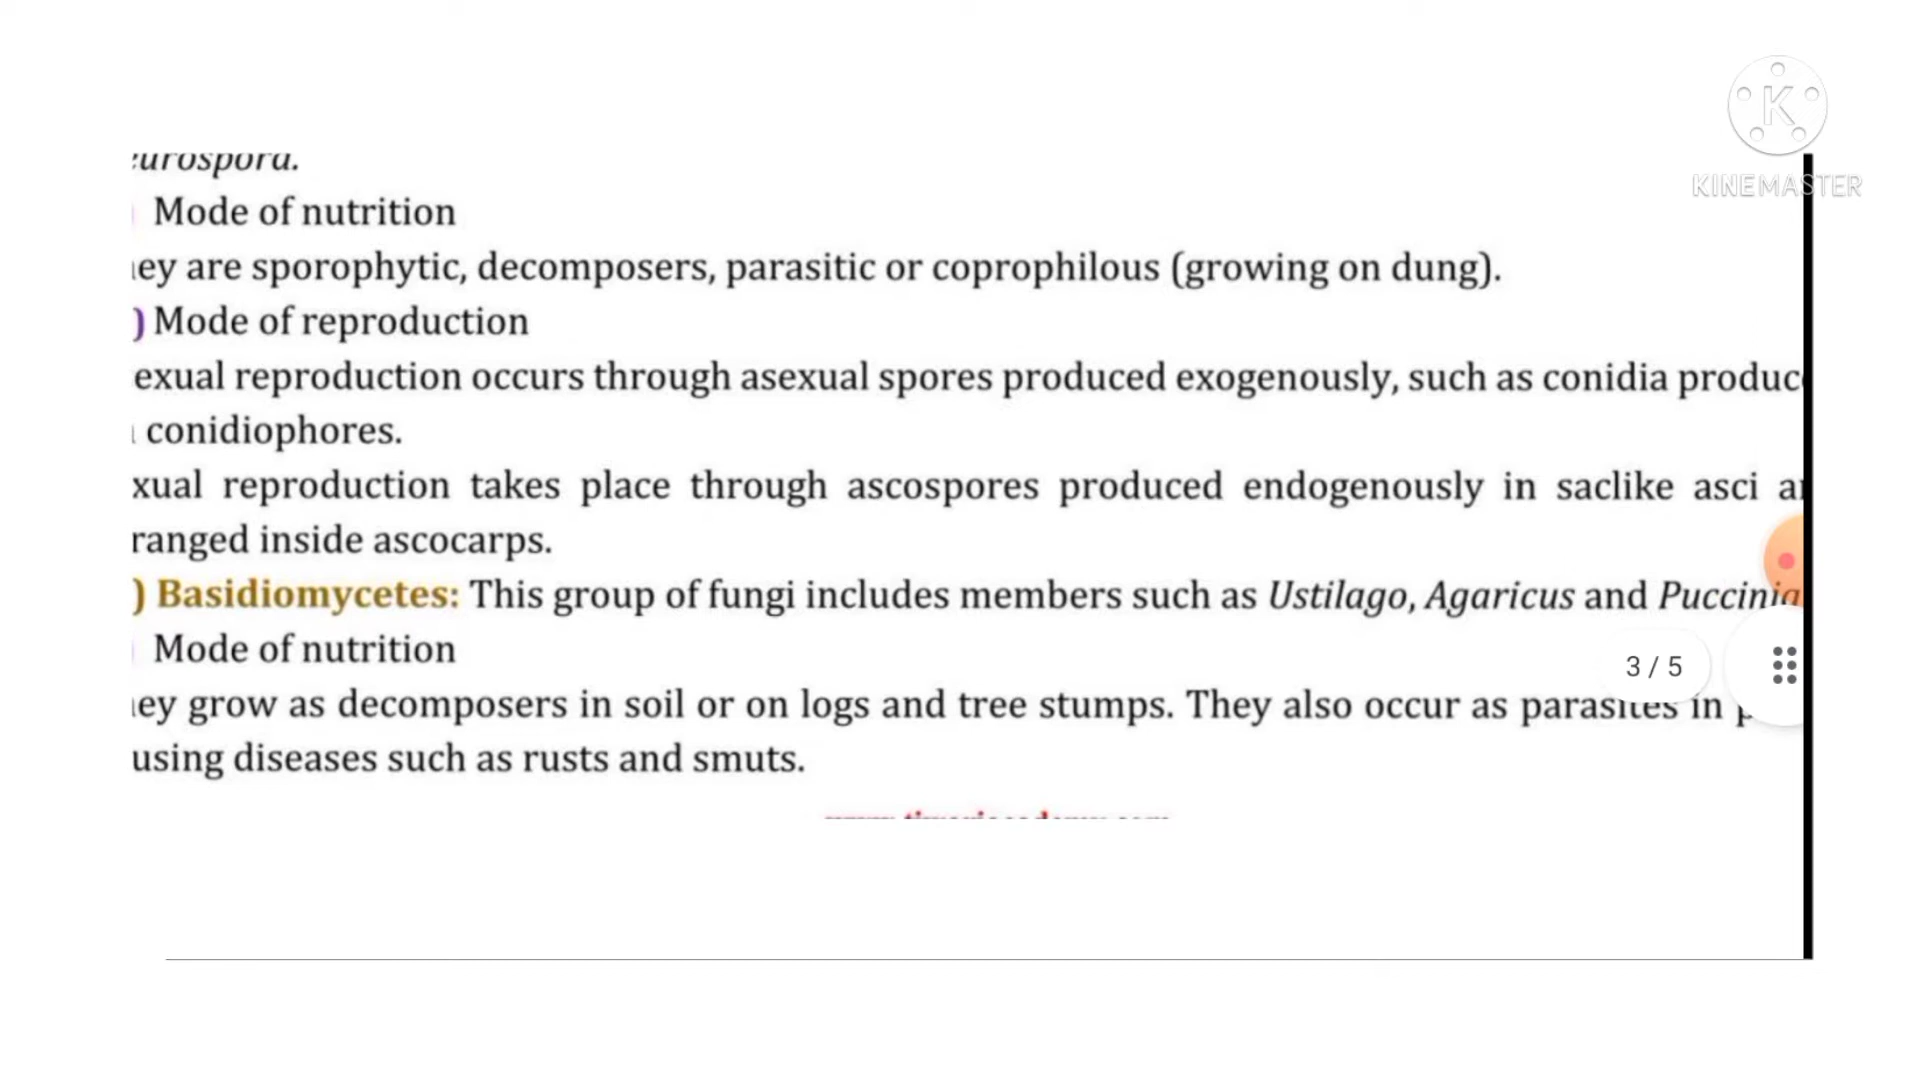 eurospora.
Mode of nutrition
ey are sporophytic, decomposers, parasitic or coprophilous (growing on dung).
) Mode of reproduction
exual reproduction occurs through asexual spores produced exogenously, such as conidia produc
conidiophores.
xual reproduction takes place through ascospores produced endogenously in saclike asci a
ranged inside ascocarps.
) Basidiomycetes: This group of fungi includes members such as Ustilago, Agaricus and Puccinia
Mode of nutrition
ey grow as decomposers in soil or on logs and tree stumps. They also occur as parasites in p
using diseases such as rusts and smuts.
3 / 5
K
KINEMASTER